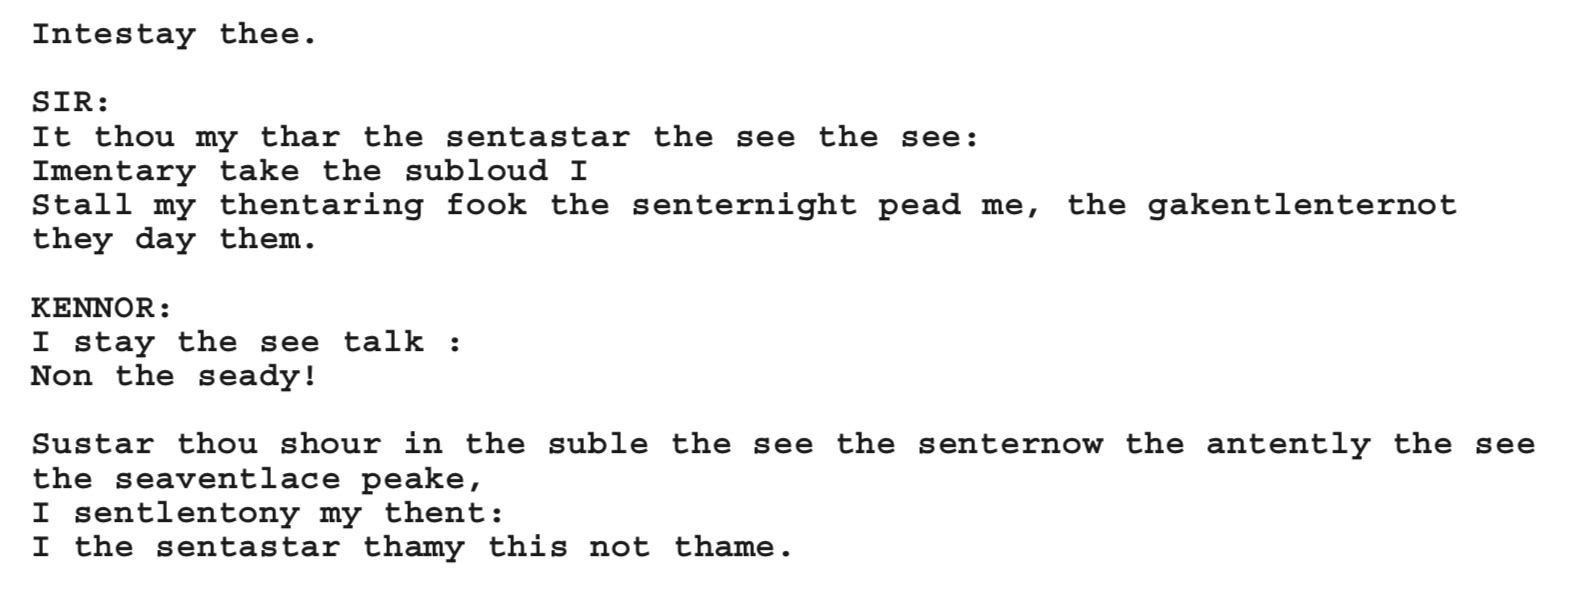 Intestay thee.
SIR:
It thou my thar the sentastar the see the see:
Imentary take the subloud I
Stall my thentaring fook the senternight pead me, the gakentlenternot
they day them.
KENNOR:
I stay the see talk :
Non the seady!
Sustar thou shour in the suble the see the senternow the antently the see
the seaventlace peake,
I sentlentony my thent:
I the sentastar thamy this not thame.